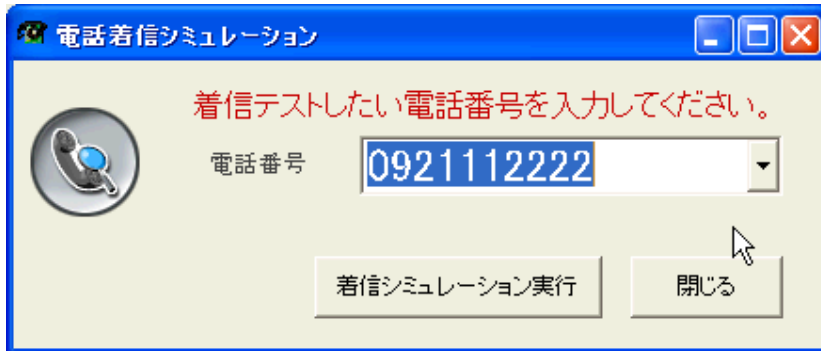 電話着信シミュレーション
着信テストしたい電話番号を入力してください。
電話番号 0921112222
着信シミュレーション実行 閉じる